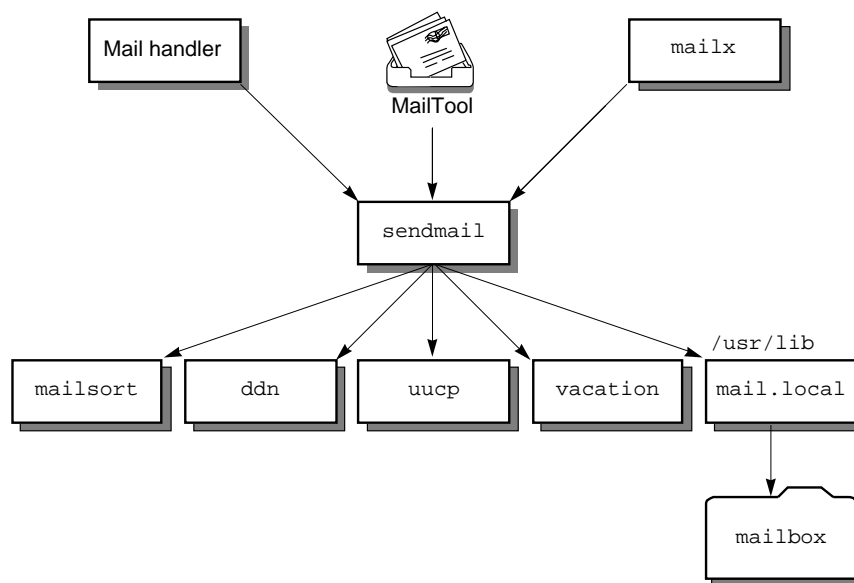 Mail handler
MailTool
mailx
sendmail
/usr/lib
mailsort
ddn
uucp
vacation
mail.local
mailbox